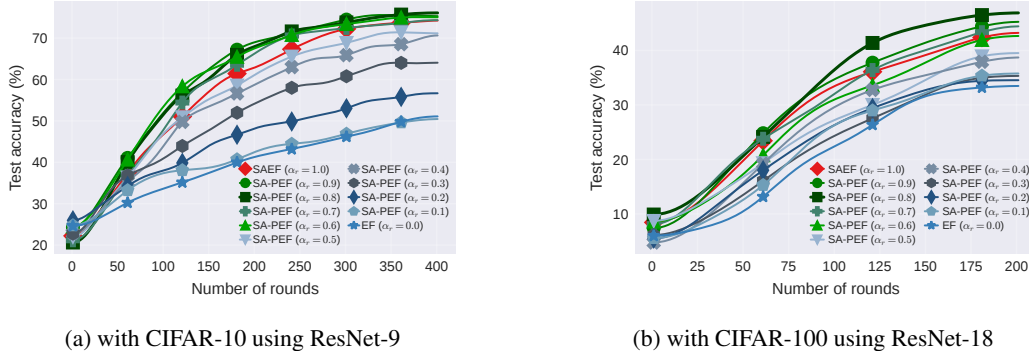 70
60
50
40
30
20
Test accuracy (%)
0 50 100 150 200 250 300 350 400
Number of rounds
SAEF (αᵣ = 1.0)
SA-PEF (αᵣ = 0.9)
SA-PEF (αᵣ = 0.8)
SA-PEF (αᵣ = 0.7)
SA-PEF (αᵣ = 0.6)
SA-PEF (αᵣ = 0.5)
SA-PEF (αᵣ = 0.4)
SA-PEF (αᵣ = 0.3)
SA-PEF (αᵣ = 0.2)
SA-PEF (αᵣ = 0.1)
EF (αᵣ = 0.0)
(a) with CIFAR-10 using ResNet-9
40
30
20
10
Test accuracy (%)
0 25 50 75 100 125 150 175 200
Number of rounds
SAEF (αᵣ = 1.0)
SA-PEF (αᵣ = 0.9)
SA-PEF (αᵣ = 0.8)
SA-PEF (αᵣ = 0.7)
SA-PEF (αᵣ = 0.6)
SA-PEF (αᵣ = 0.5)
SA-PEF (αᵣ = 0.4)
SA-PEF (αᵣ = 0.3)
SA-PEF (αᵣ = 0.2)
SA-PEF (αᵣ = 0.1)
EF (αᵣ = 0.0)
(b) with CIFAR-100 using ResNet-18